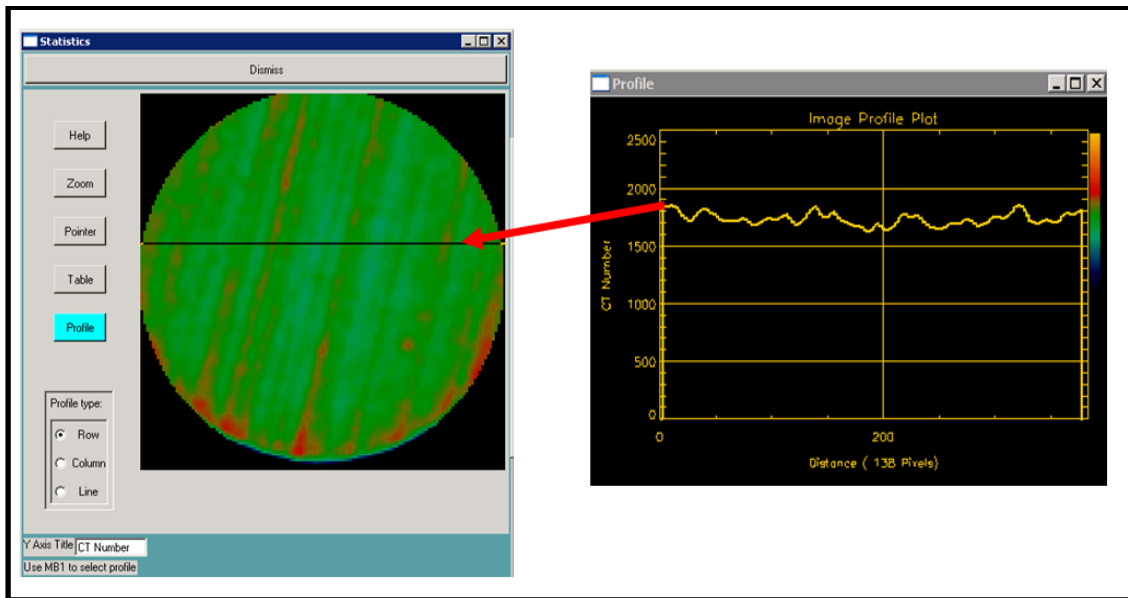 Statistics
Dismiss
Help
Zoom
Pointer
Table
Profile
Profile type:
Row
Column
Line
Y Axis Title CT Number
Use MB1 to select profile
Profile
Image Profile Plot
2500
2000
1500
1000
500
0
CT Number
0 200
Distance ( 138 Pixels)